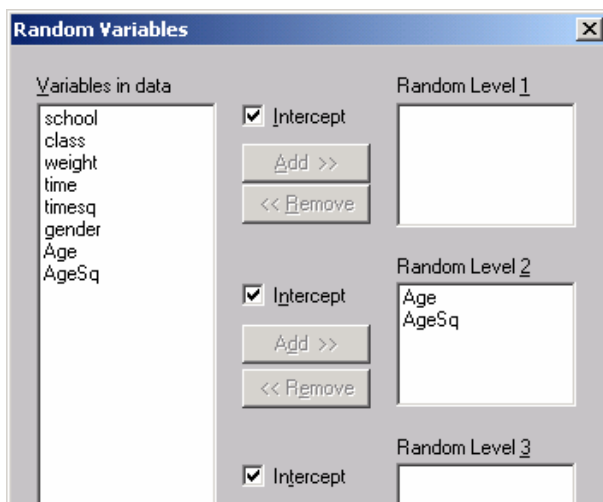 Random Variables
Variables in data
school
class
weight
time
timesq
gender
Age
AgeSq
Intercept
Add >>
<< Remove
Random Level 1
Intercept
Add >>
<< Remove
Random Level 2
Age
AgeSq
Intercept
Random Level 3